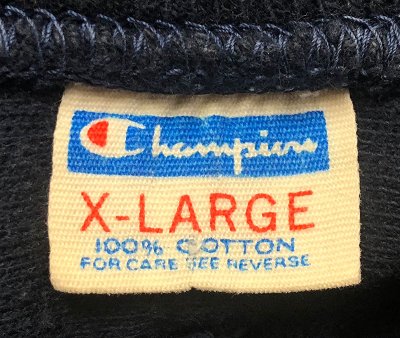 Champion
X-LARGE
100% COTTON
FOR CARE SEE REVERSE